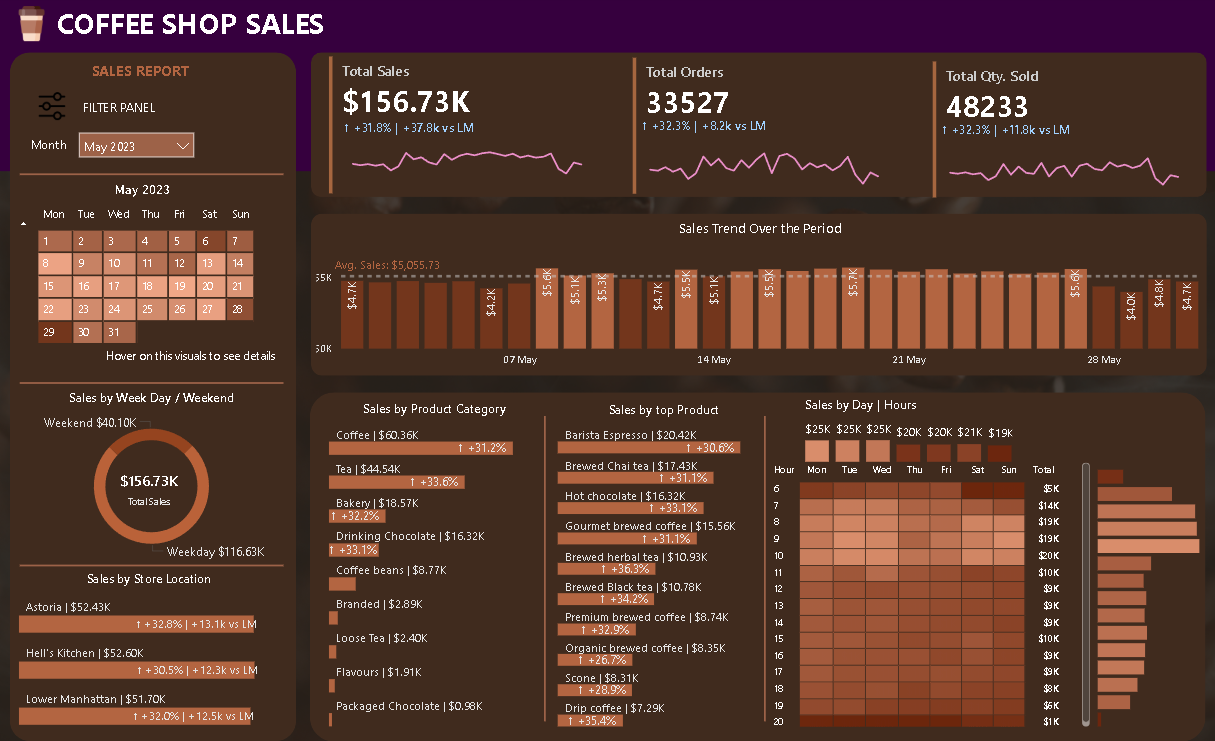 COFFEE SHOP SALES
SALES REPORT
FILTER PANEL
Month May 2023
May 2023
Mon Tue Wed Thu Fri Sat Sun
1 2 3 4 5 6 7
8 9 10 11 12 13 14
15 16 17 18 19 20 21
22 23 24 25 26 27 28
29 30 31
Hover on this visuals to see details
Sales by Week Day / Weekend
Weekend $40.10K
$156.73K
Total Sales
Weekday $116.63K
Sales by Store Location
Astoria | $52.43K
↑ +32.8% | +13.1k vs LM
Hell's Kitchen | $52.60K
↑ +30.5% | +12.3k vs LM
Lower Manhattan | $51.70K
↑ +32.0% | +12.5k vs LM
Total Sales
$156.73K
↑ +31.8% | +37.8k vs LM
Total Orders
33527
↑ +32.3% | +8.2k vs LM
Total Qty. Sold
48233
↑ +32.3% | +11.8k vs LM
Sales Trend Over the Period
Avg. Sales: $5,055.73
$5K
$0K
$4.7K $4.2K $5.6K $5.1K $5.3K $4.7K $5.5K $5.1K $5.5K $5.7K $5.6K $4.0K $4.8K $4.7K
07 May 14 May 21 May 28 May
Sales by Product Category
Coffee | $60.36K
↑ +31.2%
Tea | $44.54K
↑ +33.6%
Bakery | $18.57K
↑ +32.2%
Drinking Chocolate | $16.32K
↑ +33.1%
Coffee beans | $8.77K
Branded | $2.89K
Loose Tea | $2.40K
Flavours | $1.91K
Packaged Chocolate | $0.98K
Sales by top Product
Barista Espresso | $20.42K
↑ +30.6%
Brewed Chai tea | $17.43K
↑ +31.1%
Hot chocolate | $16.32K
↑ +33.1%
Gourmet brewed coffee | $15.56K
↑ +31.1%
Brewed herbal tea | $10.93K
↑ +36.3%
Brewed Black tea | $10.78K
↑ +34.2%
Premium brewed coffee | $8.74K
↑ +32.9%
Organic brewed coffee | $8.35K
↑ +26.7%
Scone | $8.31K
↑ +28.9%
Drip coffee | $7.29K
↑ +35.4%
Sales by Day | Hours
$25K $25K $25K $20K $20K $21K $19K
Hour Mon Tue Wed Thu Fri Sat Sun Total
6 $5K
7 $14K
8 $19K
9 $19K
10 $20K
11 $10K
12 $9K
13 $9K
14 $9K
15 $10K
16 $9K
17 $9K
18 $8K
19 $6K
20 $1K